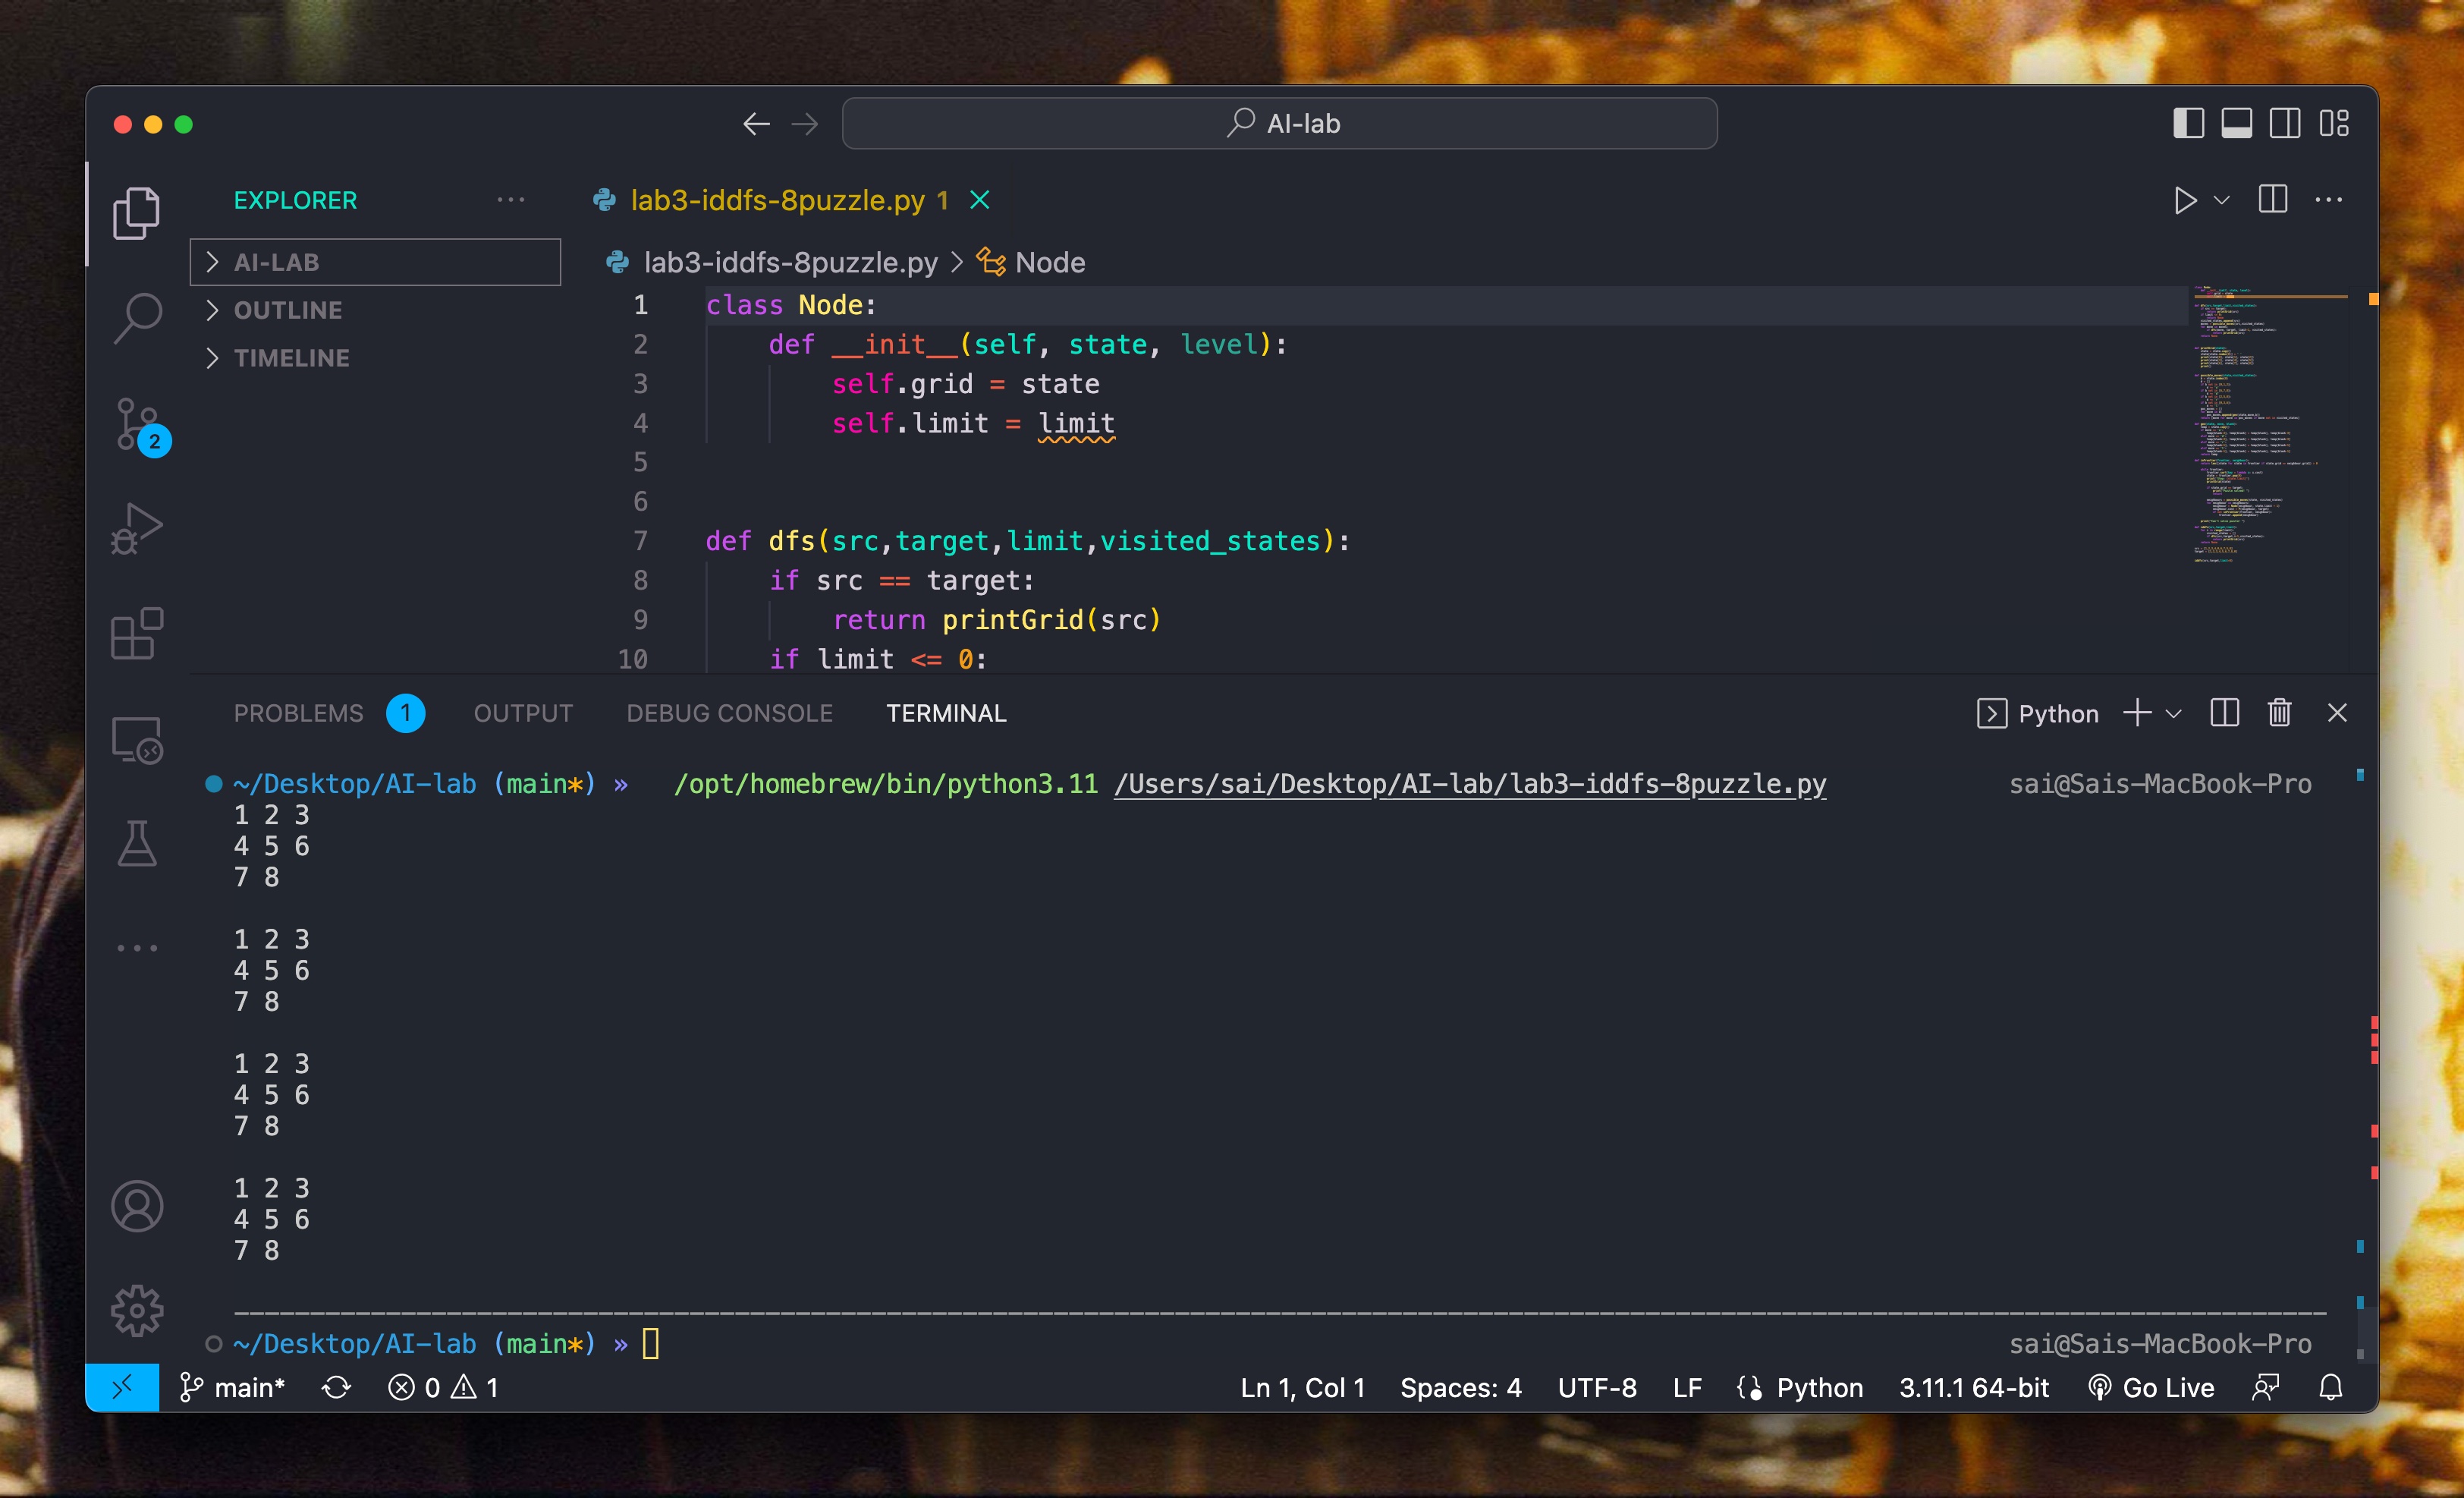 AI-lab
EXPLORER
AI-LAB
OUTLINE
TIMELINE
2
lab3-iddfs-8puzzle.py 1
lab3-iddfs-8puzzle.py > Node
1 class Node:
2 def __init__(self, state, level):
3 self.grid = state
4 self.limit = limit
5
6
7 def dfs(src,target,limit,visited_states):
8 if src == target:
9 return printGrid(src)
10 if limit <= 0:
PROBLEMS 1 OUTPUT DEBUG CONSOLE TERMINAL Python
~/Desktop/AI-lab (main*) » /opt/homebrew/bin/python3.11 /Users/sai/Desktop/AI-lab/lab3-iddfs-8puzzle.py sai@Sais-MacBook-Pro
1 2 3
4 5 6
7 8
1 2 3
4 5 6
7 8
1 2 3
4 5 6
7 8
1 2 3
4 5 6
7 8
~/Desktop/AI-lab (main*) » sai@Sais-MacBook-Pro
main* 0 1 Ln 1, Col 1 Spaces: 4 UTF-8 LF Python 3.11.1 64-bit Go Live